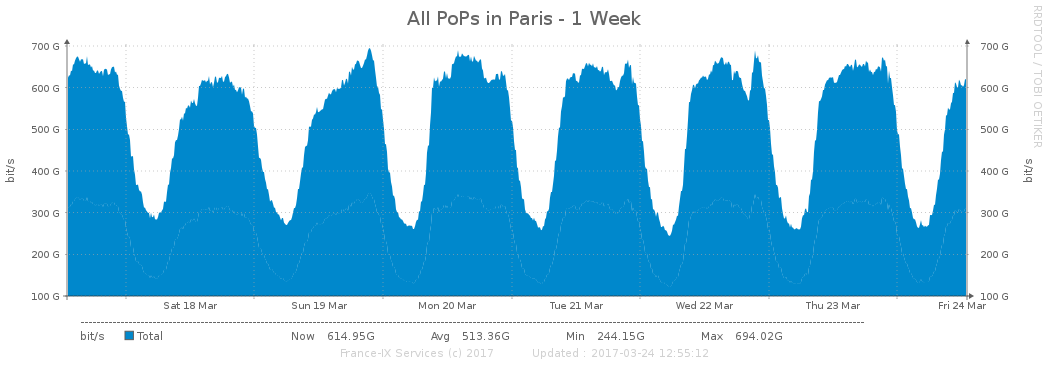 All PoPs in Paris - 1 Week
RRDTOOL / TOBI OETIKER
700 G 700 G
600 G 600 G
500 G 500 G
400 G 400 G
300 G 300 G
200 G 200 G
100 G 100 G
bit/s
bit/s
Sat 18 Mar Sun 19 Mar Mon 20 Mar Tue 21 Mar Wed 22 Mar Thu 23 Mar Fri 24 Mar
bit/s Total Now 614.95G Avg 513.36G Min 244.15G Max 694.02G
France-IX Services (c) 2017 Updated : 2017-03-24 12:55:12